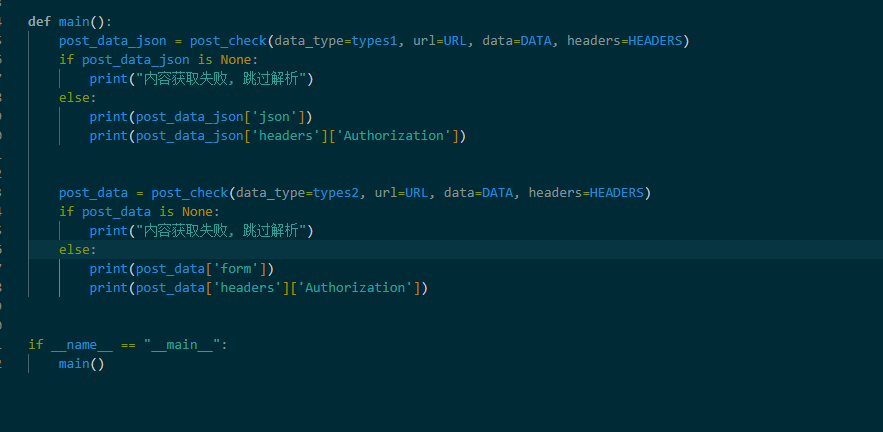 def main():
    post_data_json = post_check(data_type=types1, url=URL, data=DATA, headers=HEADERS)
    if post_data_json is None:
        print("内容获取失败, 跳过解析")
    else:
        print(post_data_json['json'])
        print(post_data_json['headers']['Authorization'])
    post_data = post_check(data_type=types2, url=URL, data=DATA, headers=HEADERS)
    if post_data is None:
        print("内容获取失败, 跳过解析")
    else:
        print(post_data['form'])
        print(post_data['headers']['Authorization'])
if __name__ == "__main__":
    main()